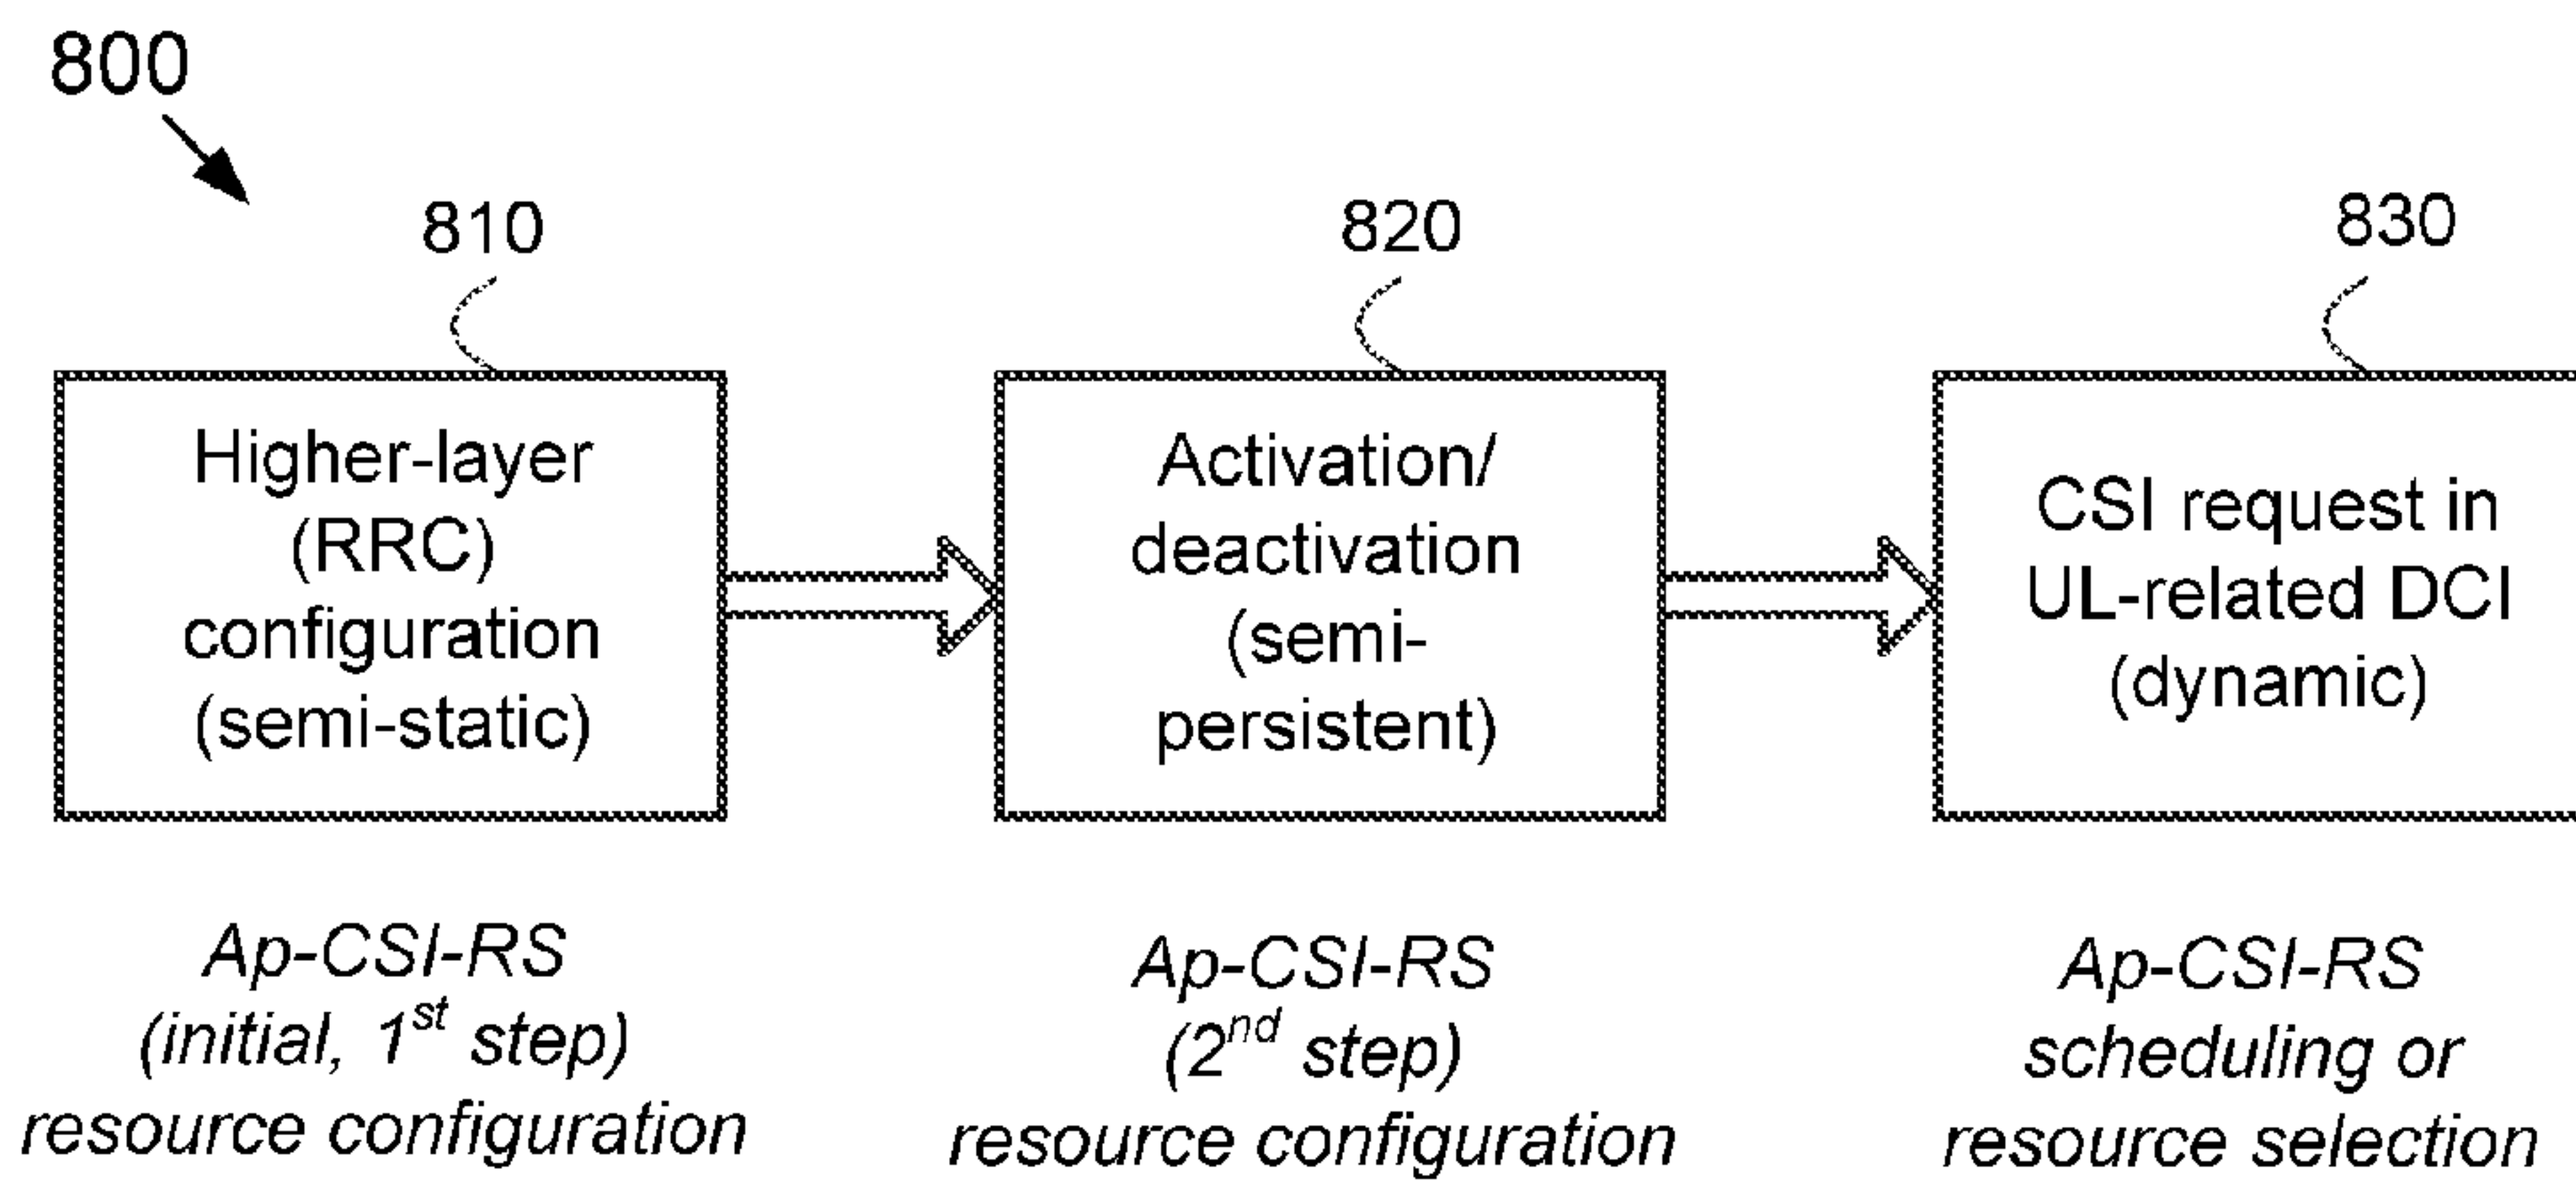 800
810
Higher-layer
(RRC)
configuration
(semi-static)
Ap-CSI-RS
(initial, 1st step)
resource configuration
820
Activation/
deactivation
(semi-
persistent)
Ap-CSI-RS
(2nd step)
resource configuration
830
CSI request in
UL-related DCI
(dynamic)
Ap-CSI-RS
scheduling or
resource selection